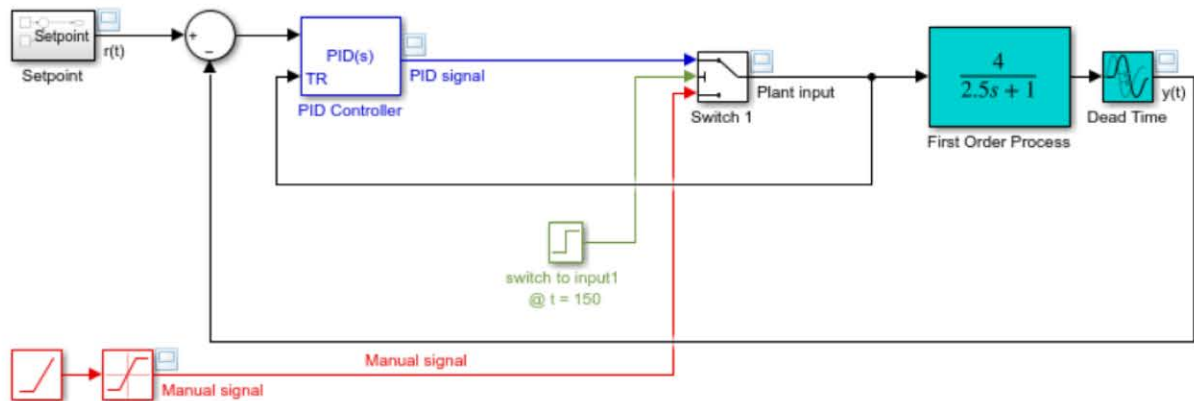 Setpoint
r(t)
Setpoint
+
−
PID(s)
TR
PID signal
PID Controller
Plant input
Switch 1
4
2.5s + 1
First Order Process
y(t)
Dead Time
switch to input1
@ t = 150
Manual signal
Manual signal